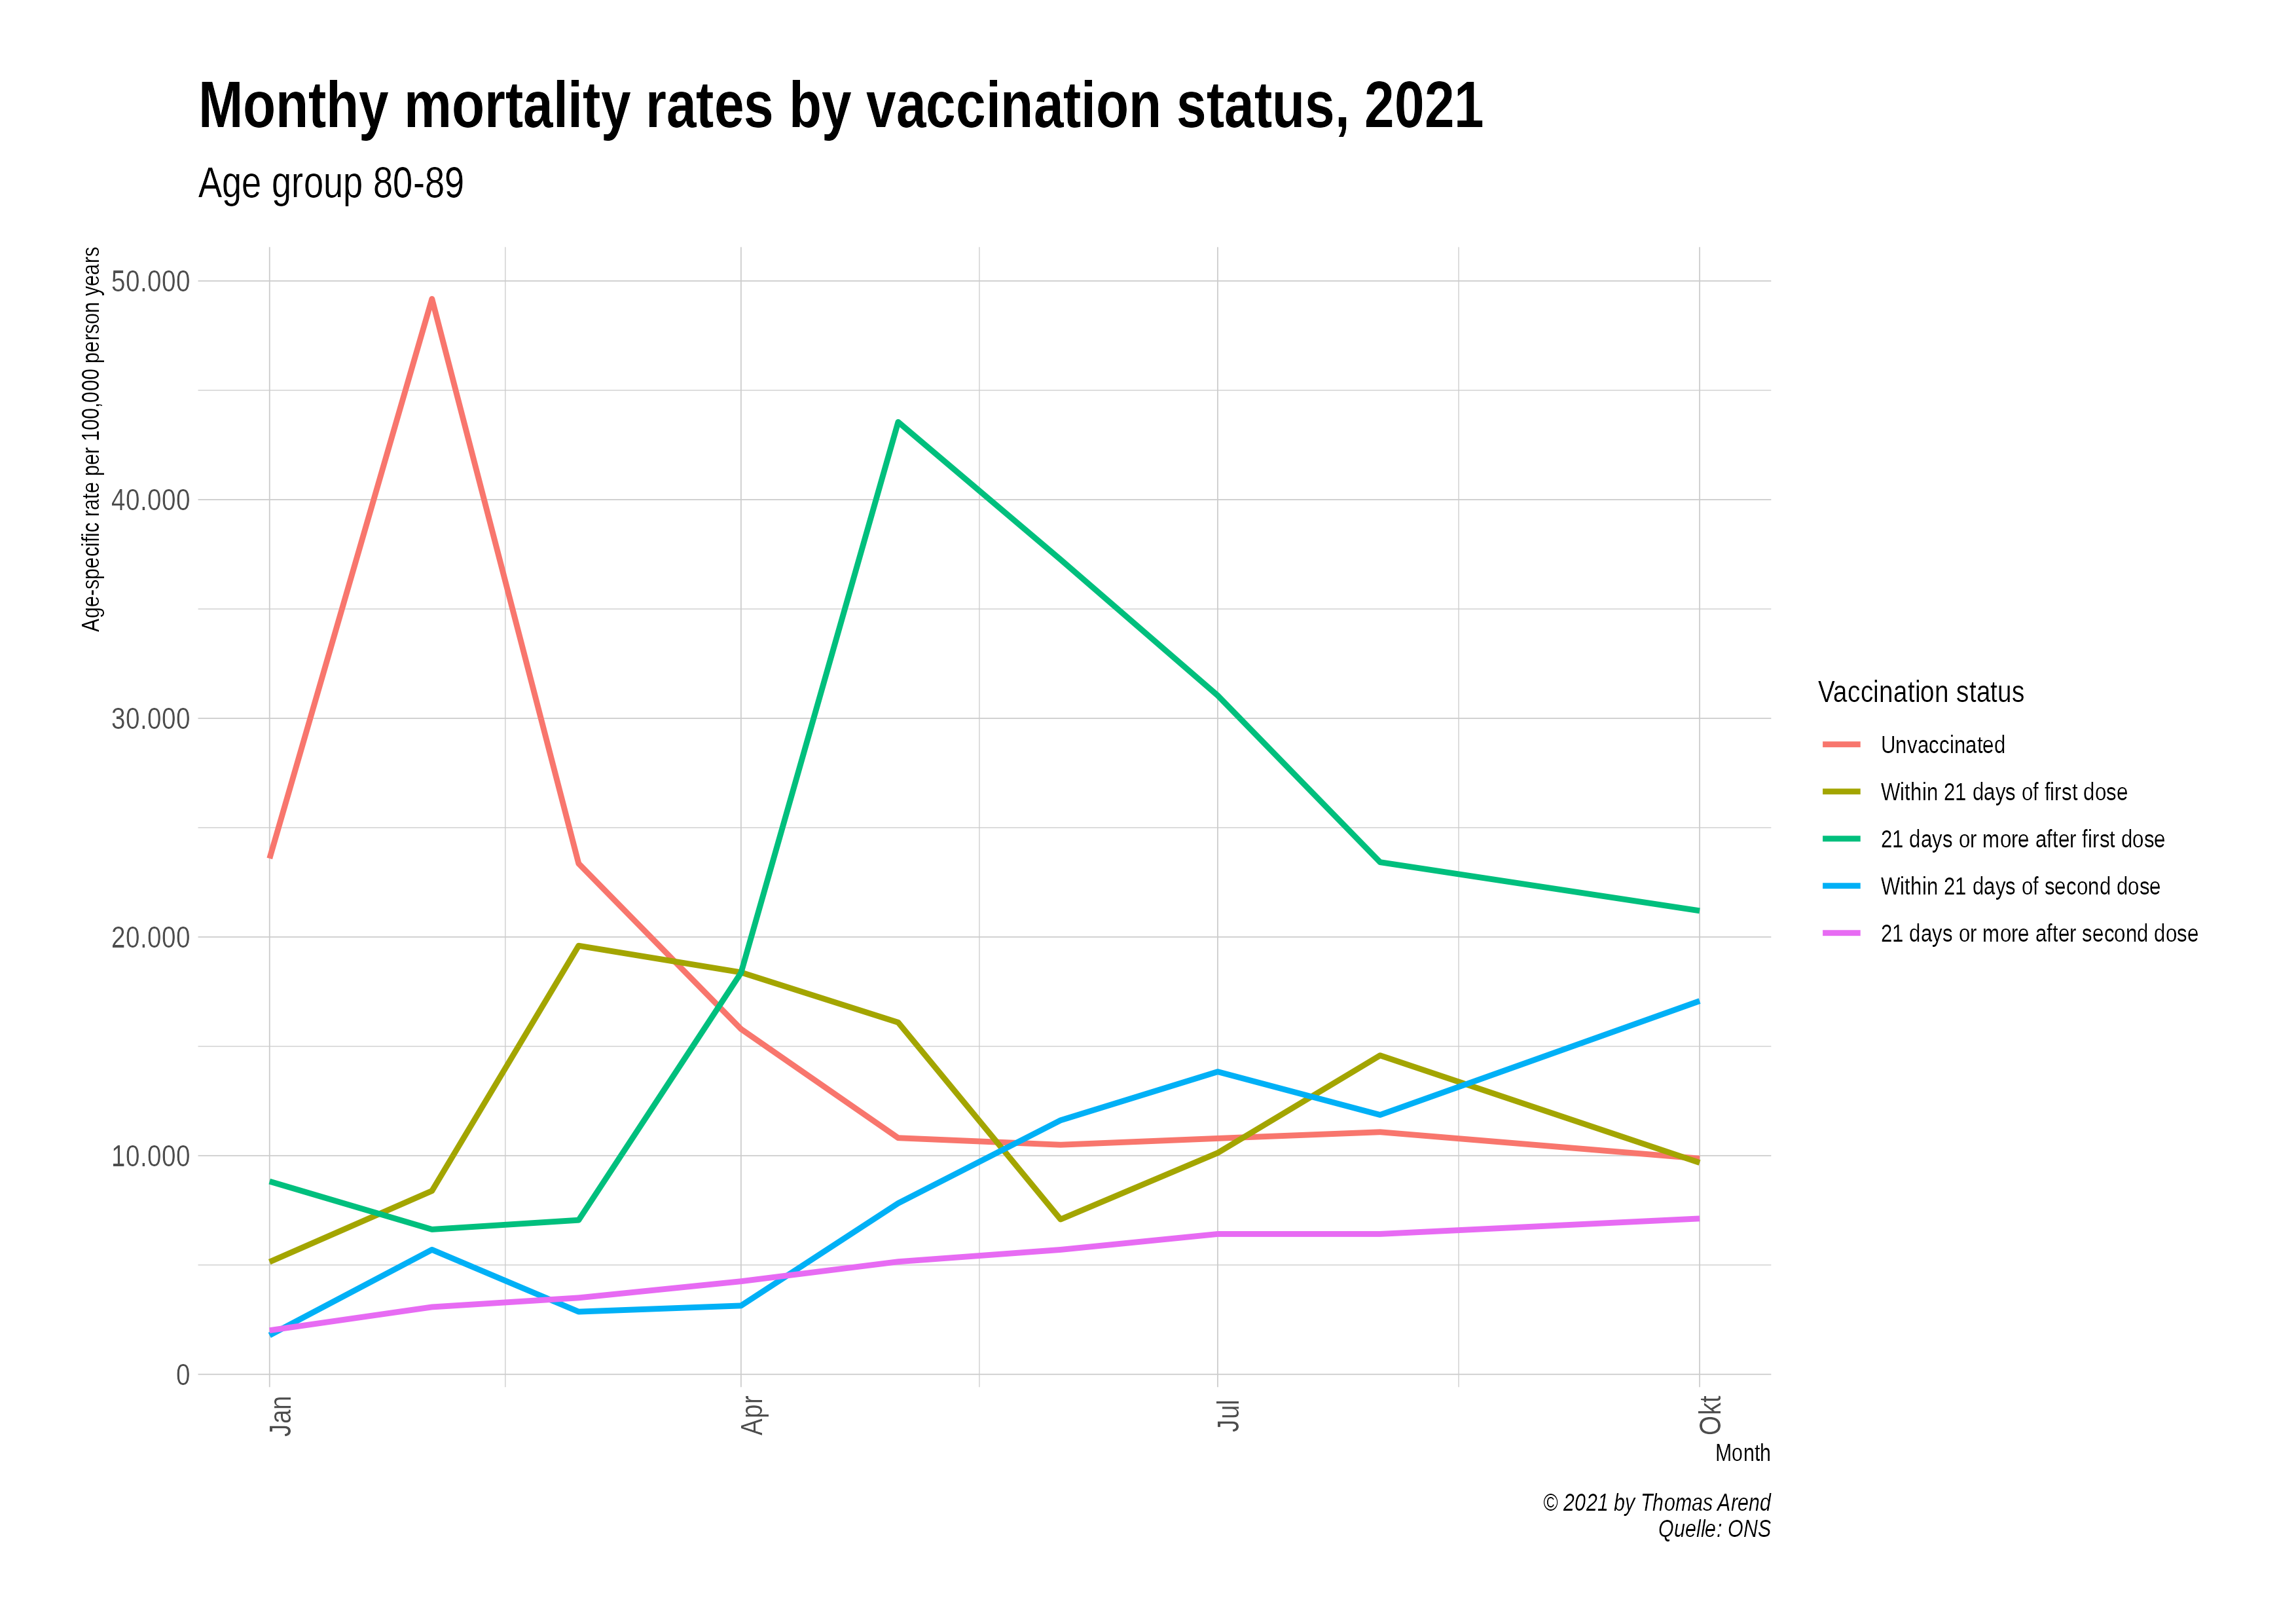 Monthy mortality rates by vaccination status, 2021
Age group 80-89
Age-specific rate per 100,000 person years
50.000
40.000
30.000
20.000
10.000
0
Jan
Apr
Jul
Okt
Month
Vaccination status
Unvaccinated
Within 21 days of first dose
21 days or more after first dose
Within 21 days of second dose
21 days or more after second dose
© 2021 by Thomas Arend
Quelle: ONS